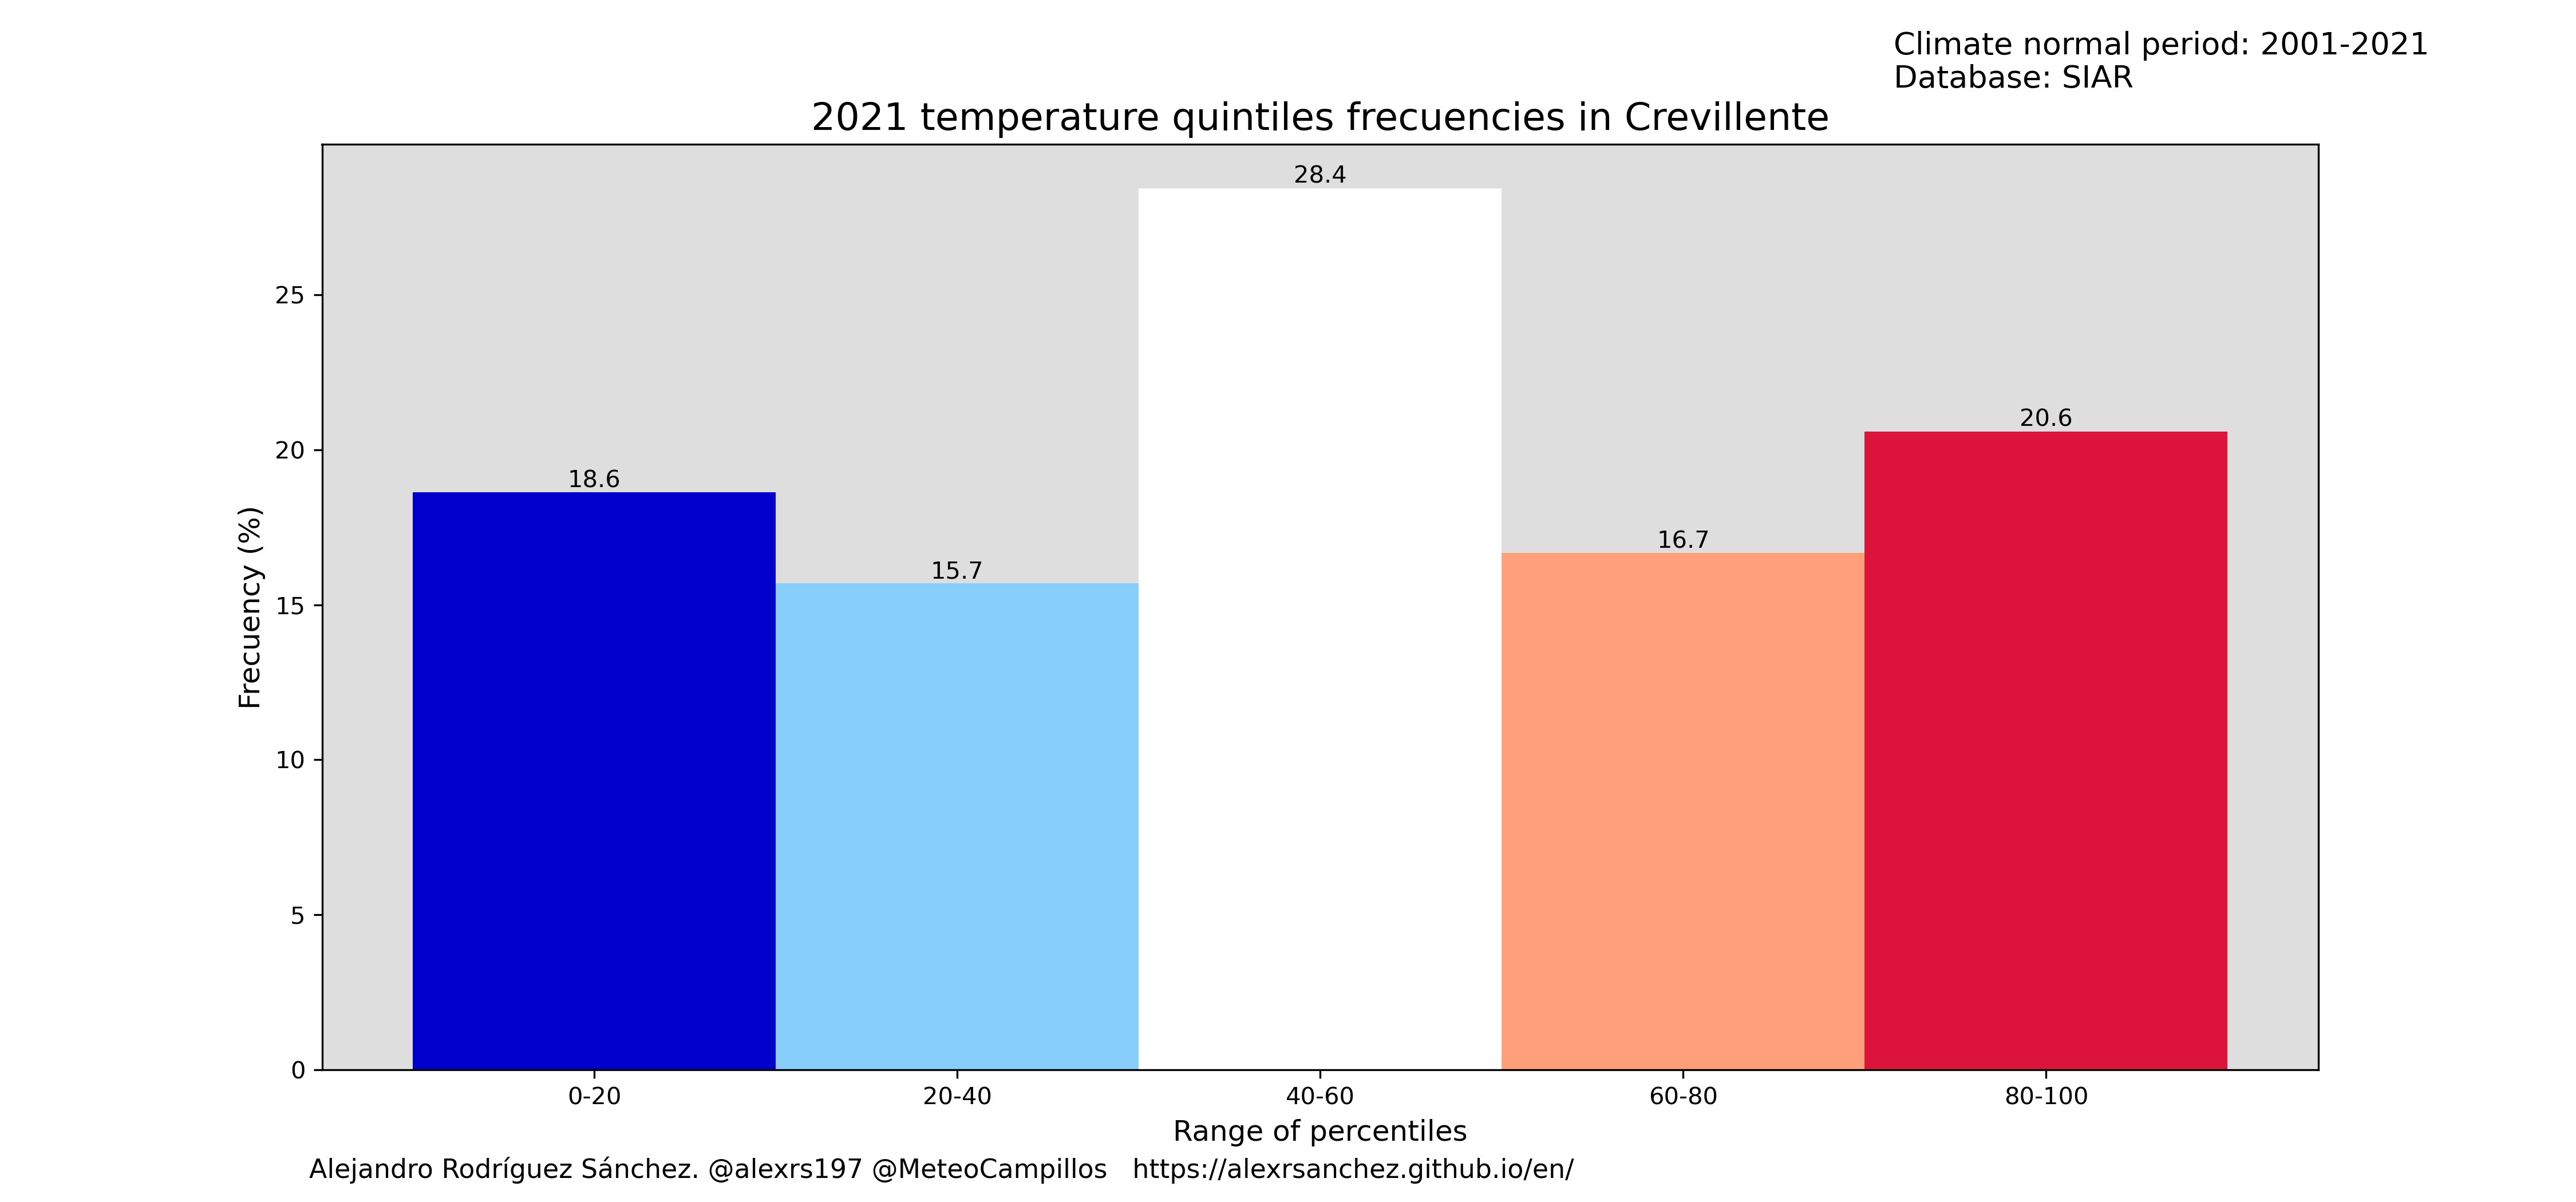 Climate normal period: 2001-2021
Database: SIAR
2021 temperature quintiles frecuencies in Crevillente
28.4
25
20.6
20
18.6
16.7
15.7
15
10
5
0
Frecuency (%)
0-20 20-40 40-60 60-80 80-100
Range of percentiles
Alejandro Rodríguez Sánchez. @alexrs197 @MeteoCampillos https://alexrsanchez.github.io/en/